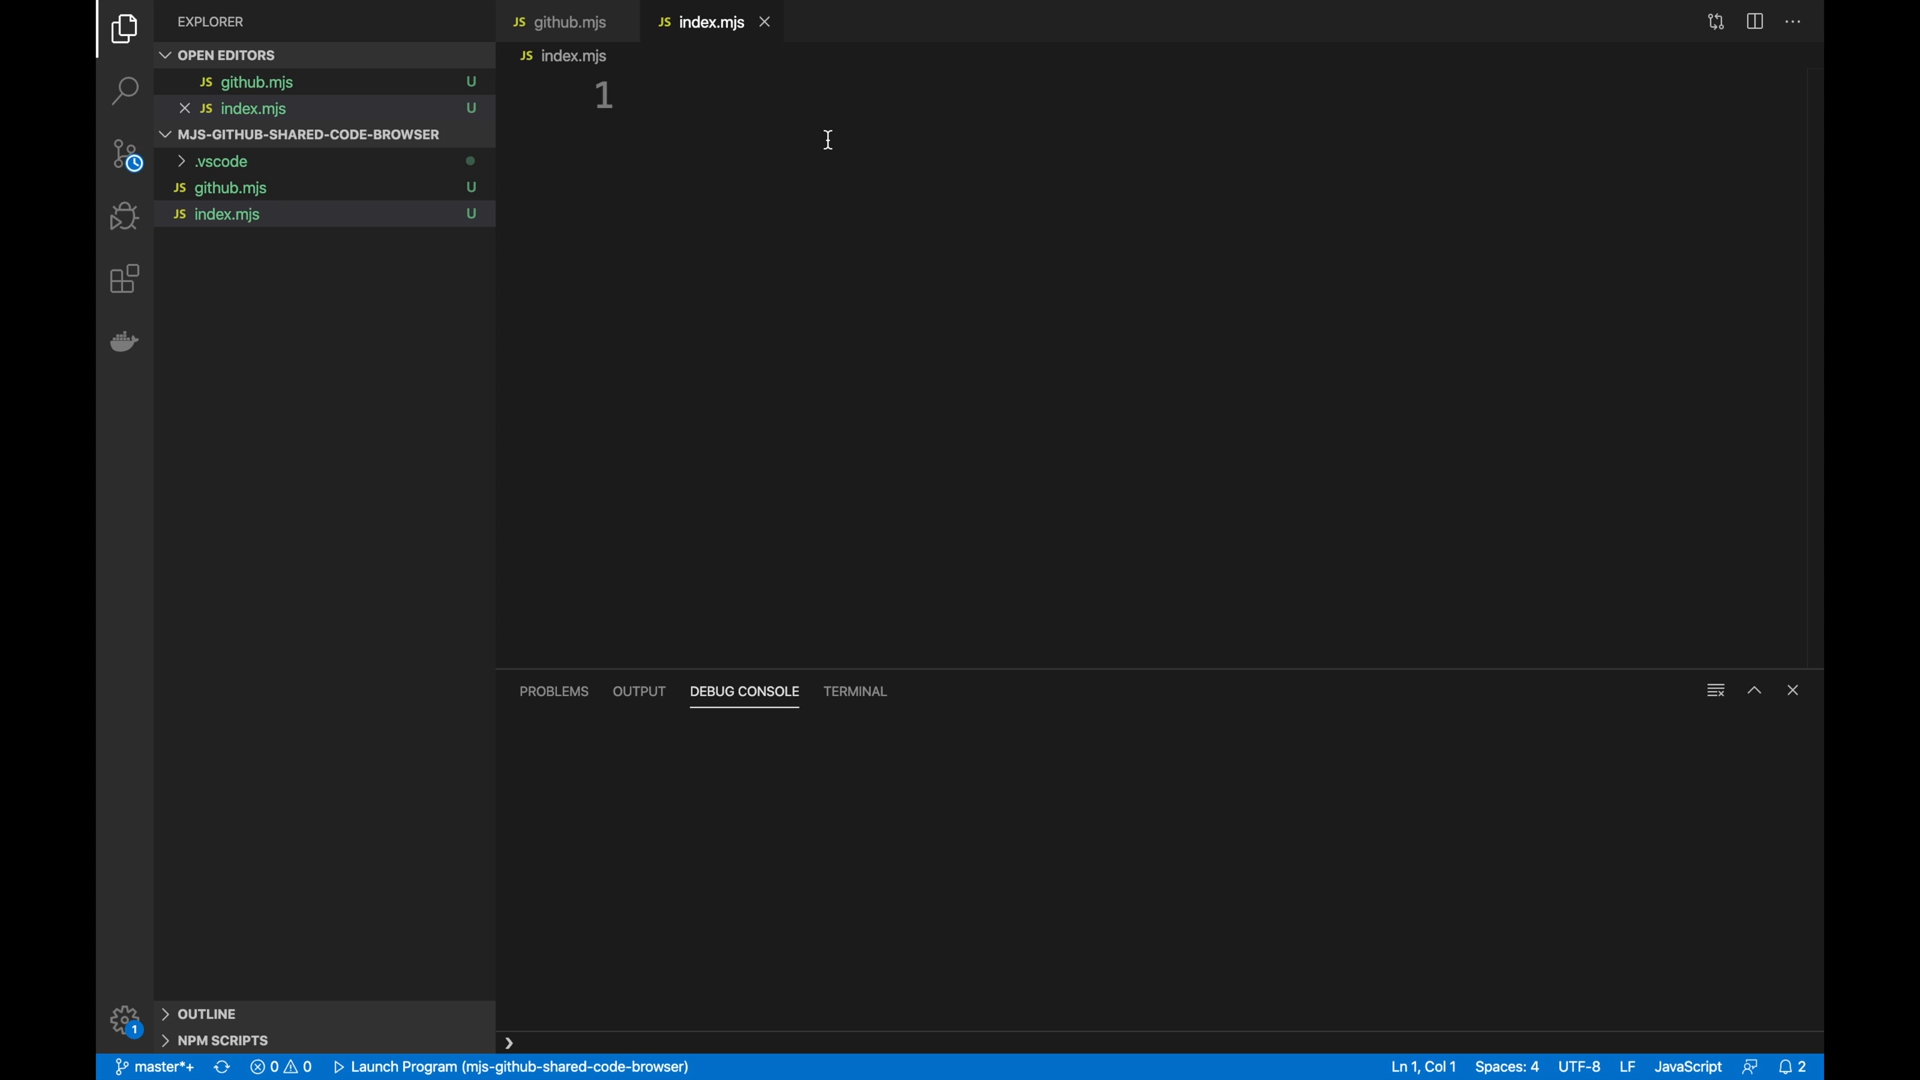 EXPLORER
OPEN EDITORS
JS github.mjs U
JS index.mjs U
MJS-GITHUB-SHARED-CODE-BROWSER
.vscode
JS github.mjs U
JS index.mjs U
OUTLINE
NPM SCRIPTS
JS github.mjs
JS index.mjs
JS index.mjs
1
PROBLEMS
OUTPUT
DEBUG CONSOLE
TERMINAL
1
master*+
0
0
Launch Program (mjs-github-shared-code-browser)
Ln 1, Col 1
Spaces: 4
UTF-8
LF
JavaScript
2